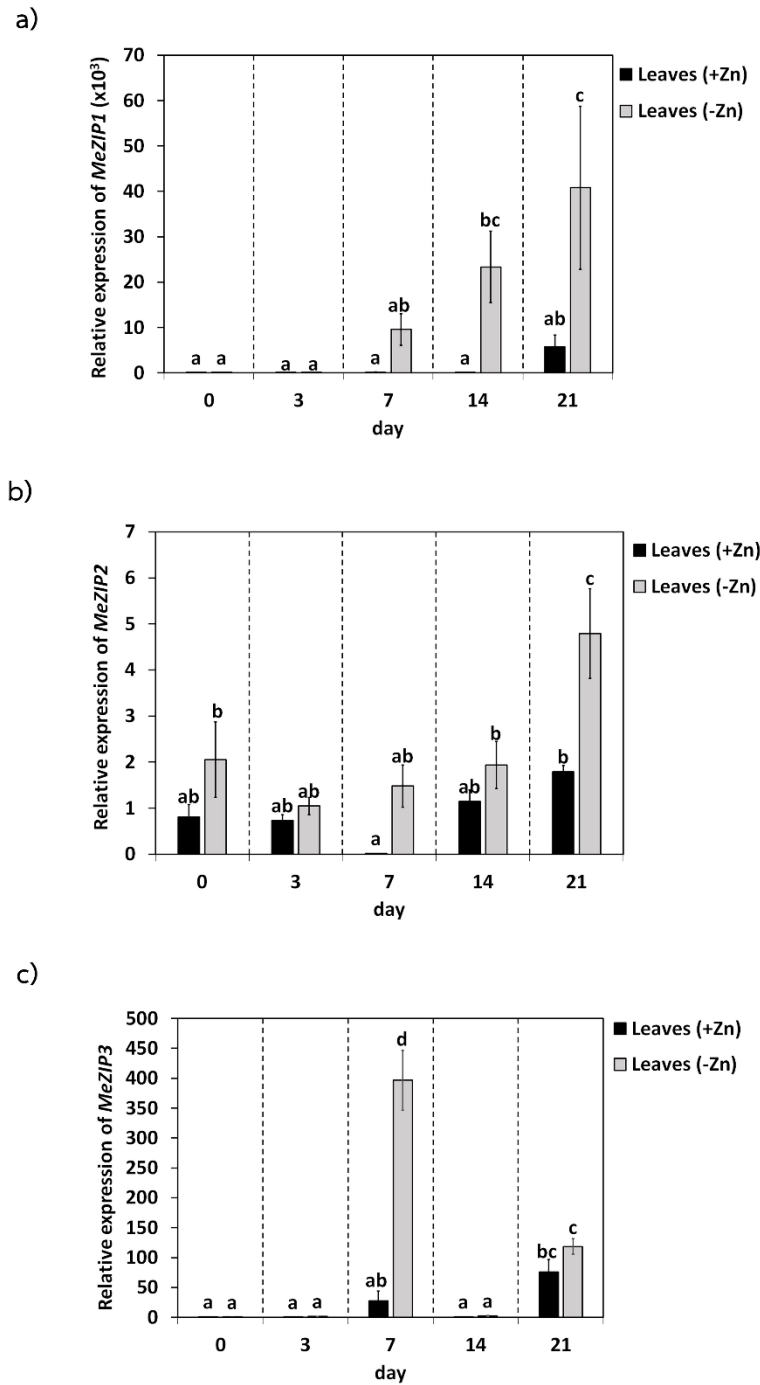 a)
Relative expression of MeZIP1 (x10³)
70
60
50
40
30
20
10
0
a a
a a
a ab
a bc
ab c
0 3 7 14 21
day
Leaves (+Zn)
Leaves (-Zn)
b)
Relative expression of MeZIP2
7
6
5
4
3
2
1
0
ab b
ab ab
a ab
ab b
b c
0 3 7 14 21
day
Leaves (+Zn)
Leaves (-Zn)
c)
Relative expression of MeZIP3
500
450
400
350
300
250
200
150
100
50
0
a a
a a
ab d
a a
bc c
0 3 7 14 21
day
Leaves (+Zn)
Leaves (-Zn)